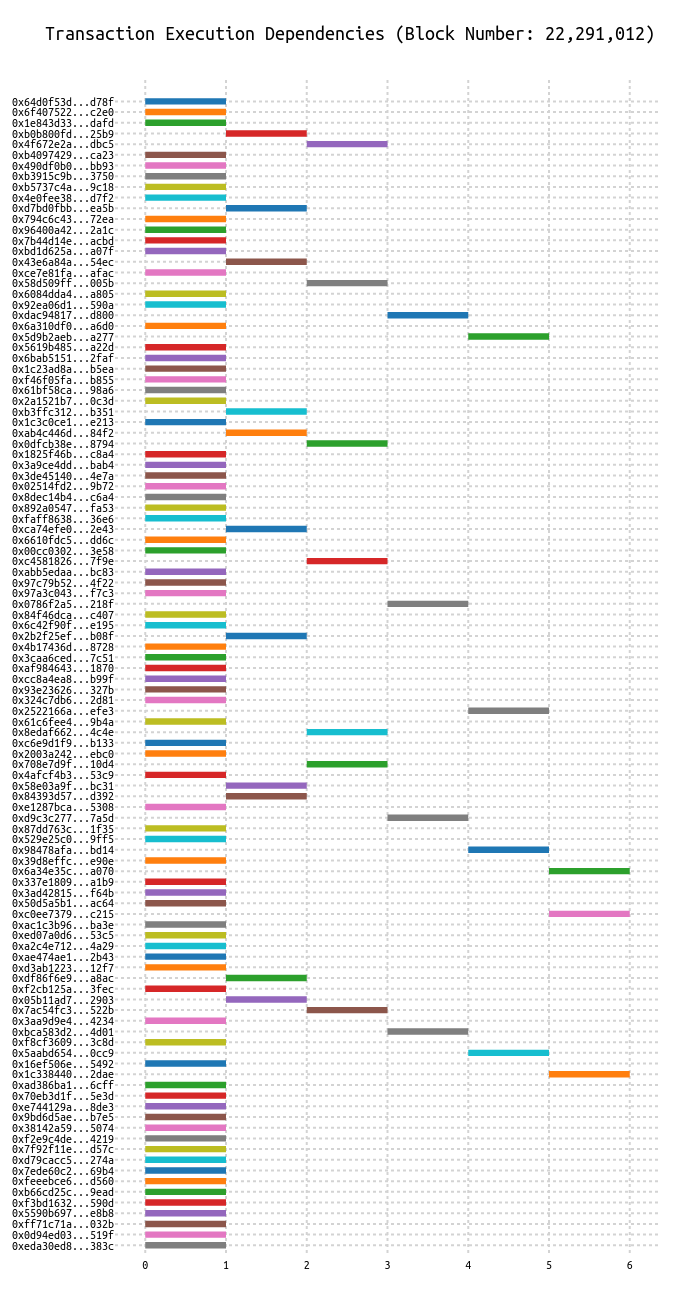 Transaction Execution Dependencies (Block Number: 22,291,012)
0x64d0f53d...d78f
0x6f407522...c2e0
0x1e843d33...dafd
0xb0b800fd...25b9
0x4f672e2a...dbc5
0xb4097429...ca23
0x490df0b0...bb93
0xb3915c9b...3750
0xb5737c4a...9c18
0x4e0fee38...d7f2
0xd7bd0fbb...ea5b
0x794c6c43...72ea
0x96400a42...2a1c
0x7b44d14e...acbd
0xbd1d625a...a07f
0x43e6a84a...54ec
0xce7e81fa...afac
0x58d509ff...005b
0x6084dda4...a805
0x92ea06d1...590a
0xdac94817...d800
0x6a310df0...a6d0
0x5d9b2aeb...a277
0x5619b485...a22d
0x6bab5151...2faf
0x1c23ad8a...b5ea
0xf46f05fa...b855
0x61bf58ca...98a6
0x2a1521b7...0c3d
0xb3ffc312...b351
0x1c3c0ce1...e213
0xab4c446d...84f2
0x0dfcb38e...8794
0x1825f46b...c8a4
0x3a9ce4dd...bab4
0x3de45140...4e7a
0x02514fd2...9b72
0x8dec14b4...c6a4
0x892a0547...fa53
0xfaff8638...36e6
0xca74efe0...2e43
0x6610fdc5...dd6c
0x00cc0302...3e58
0xc4581826...7f9e
0xabb5edaa...bc83
0x97c79b52...4f22
0x97a3c043...f7c3
0x0786f2a5...218f
0x84f46dca...c407
0x6c42f90f...e195
0x2b2f25ef...b08f
0x4b17436d...8728
0x3caa6ced...7c51
0xaf984643...1870
0xcc8a4ea8...b99f
0x93e23626...327b
0x324c7db6...2d81
0x2522166a...efe3
0x61c6fee4...9b4a
0x8edaf662...4c4e
0xc6e9d1f9...b133
0x2003a242...ebc0
0x708e7d9f...10d4
0x4afcf4b3...53c9
0x58e03a9f...bc31
0x84393d57...d392
0xe1287bca...5308
0xd9c3c277...7a5d
0x87dd763c...1f35
0x529e25c0...9ff5
0x98478afa...bd14
0x39d8effc...e90e
0x6a34e35c...a070
0x337e1809...a1b9
0x3ad42815...f64b
0x50d5a5b1...ac64
0xc0ee7379...c215
0xac1c3b96...ba3e
0xed07a0d6...53c5
0xa2c4e712...4a29
0xae474ae1...2b43
0xd3ab1223...12f7
0xdf86f6e9...a8ac
0xf2cb125a...3fec
0x05b11ad7...2903
0x7ac54fc3...522b
0x3aa9d9e4...4234
0xbca583d2...4d01
0xf8cf3609...3c8d
0x5aabd654...0cc9
0x16ef506e...5492
0x1c338440...2dae
0xad386ba1...6cff
0x70eb3d1f...5e3d
0xe744129a...8de3
0x9bd6d5ae...b7e5
0x38142a59...5074
0xf2e9c4de...4219
0x7f92f11e...d57c
0xd79cacc5...274a
0x7ede60c2...69b4
0xfeeebce6...d560
0xb66cd25c...9ead
0xf3bd1632...590d
0x5590b697...e8b8
0xff71c71a...032b
0x0d94ed03...519f
0xeda30ed8...383c
0 1 2 3 4 5 6